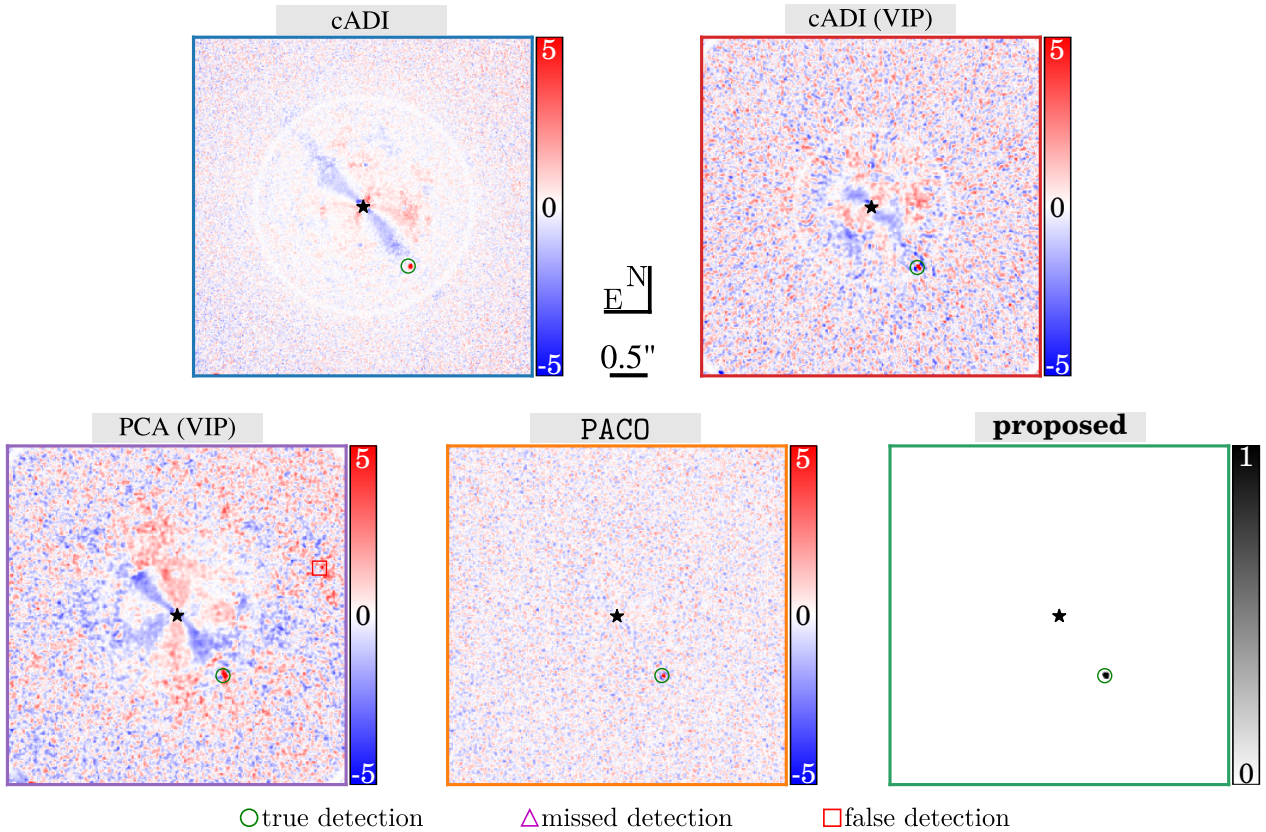 cADI
cADI (VIP)
5
0
-5
5
0
-5
N
E
0.5"
PCA (VIP)
PACO
proposed
5
0
-5
5
0
-5
1
0
true detection
missed detection
false detection